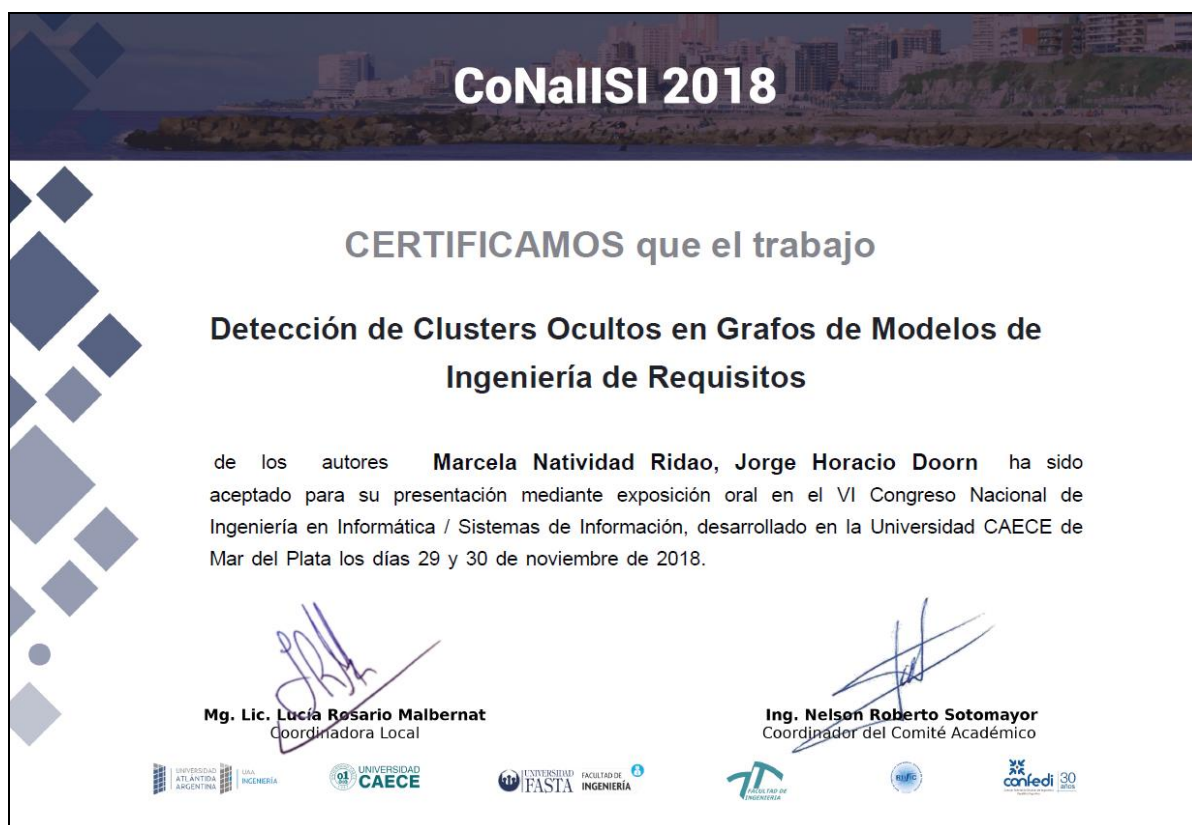 CoNaIISI 2018
CERTIFICAMOS que el trabajo
Detección de Clusters Ocultos en Grafos de Modelos de
Ingeniería de Requisitos
de los autores Marcela Natividad Ridao, Jorge Horacio Doorn ha sido
aceptado para su presentación mediante exposición oral en el VI Congreso Nacional de
Ingeniería en Informática / Sistemas de Información, desarrollado en la Universidad CAECE de
Mar del Plata los días 29 y 30 de noviembre de 2018.
Mg. Lic. Lucía Rosario Malbernat
Coordinadora Local
Ing. Nelson Roberto Sotomayor
Coordinador del Comité Académico
UNIVERSIDAD
ATLÁNTIDA
ARGENTINA
UAA
INGENIERÍA
UNIVERSIDAD
CAECE
UNIVERSIDAD
FASTA
FACULTAD DE
INGENIERÍA
FACULTAD DE
INGENIERIA
confedi
30
años